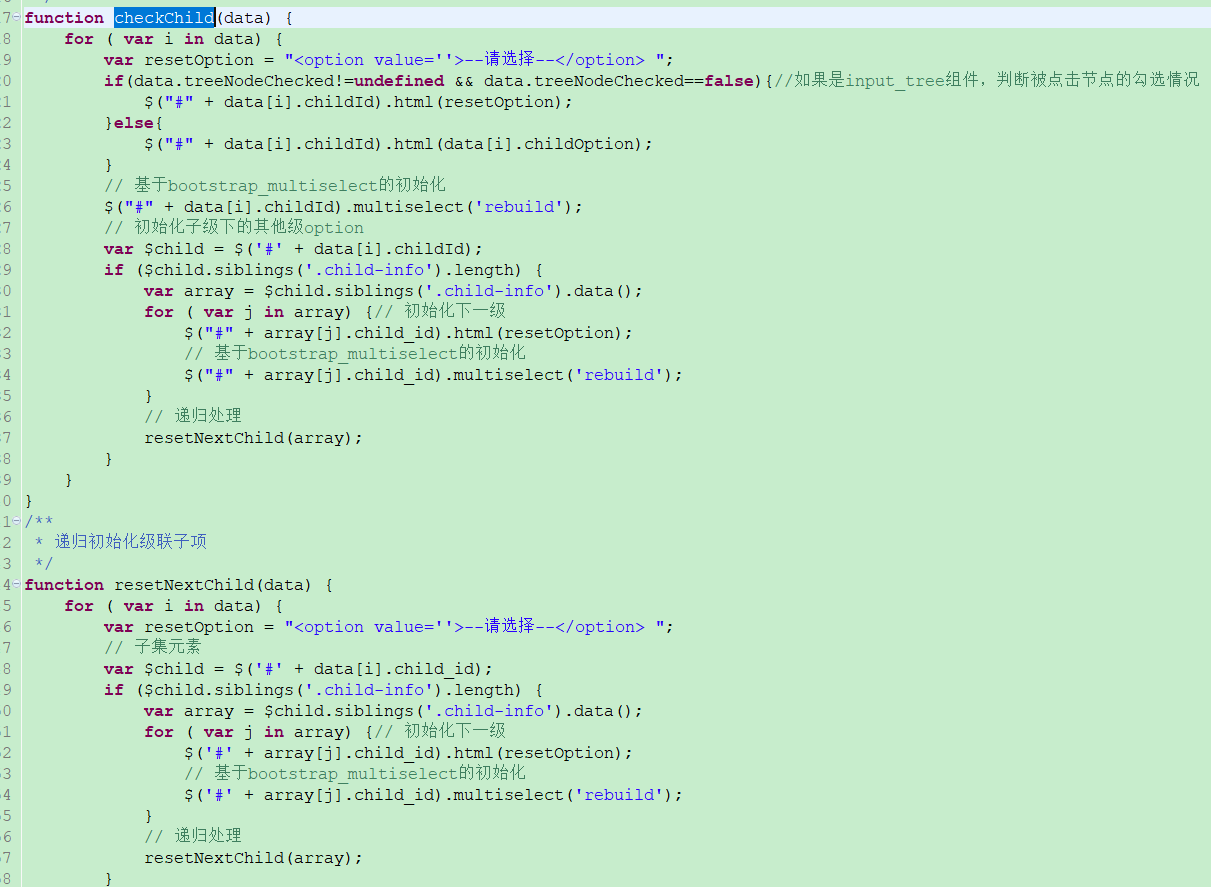 7 function checkChild(data) {
8 for ( var i in data) {
9 var resetOption = "<option value=''>--请选择--</option> ";
0 if(data.treeNodeChecked!=undefined && data.treeNodeChecked==false){//如果是input_tree组件，判断被点击节点的勾选情况
1 $("#" + data[i].childId).html(resetOption);
2 }else{
3 $("#" + data[i].childId).html(data[i].childOption);
4 }
5 // 基于bootstrap_multiselect的初始化
6 $("#" + data[i].childId).multiselect('rebuild');
7 // 初始化子级下的其他级option
8 var $child = $('#' + data[i].childId);
9 if ($child.siblings('.child-info').length) {
0 var array = $child.siblings('.child-info').data();
1 for ( var j in array) {// 初始化下一级
2 $("#" + array[j].child_id).html(resetOption);
3 // 基于bootstrap_multiselect的初始化
4 $("#" + array[j].child_id).multiselect('rebuild');
5 }
6 // 递归处理
7 resetNextChild(array);
8 }
9 }
0 }
1 /**
2 * 递归初始化级联子项
3 */
4 function resetNextChild(data) {
5 for ( var i in data) {
6 var resetOption = "<option value=''>--请选择--</option> ";
7 // 子集元素
8 var $child = $('#' + data[i].child_id);
9 if ($child.siblings('.child-info').length) {
0 var array = $child.siblings('.child-info').data();
1 for ( var j in array) {// 初始化下一级
2 $('#' + array[j].child_id).html(resetOption);
3 // 基于bootstrap_multiselect的初始化
4 $('#' + array[j].child_id).multiselect('rebuild');
5 }
6 // 递归处理
7 resetNextChild(array);
8 }